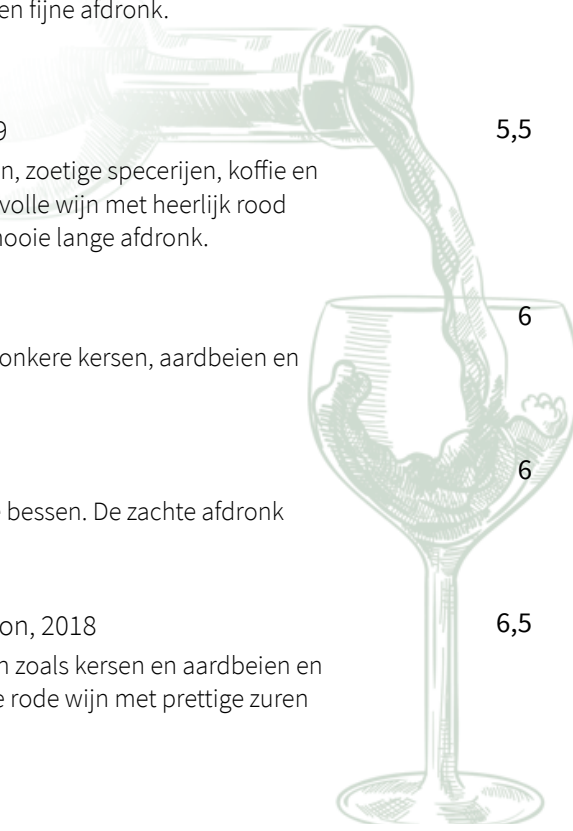 en fijne afdronk.
9 5,5
n, zoetige specerijen, koffie en
volle wijn met heerlijk rood
nooie lange afdronk.
6
onkere kersen, aardbeien en
6
bessen. De zachte afdronk
on, 2018 6,5
n zoals kersen en aardbeien en
e rode wijn met prettige zuren